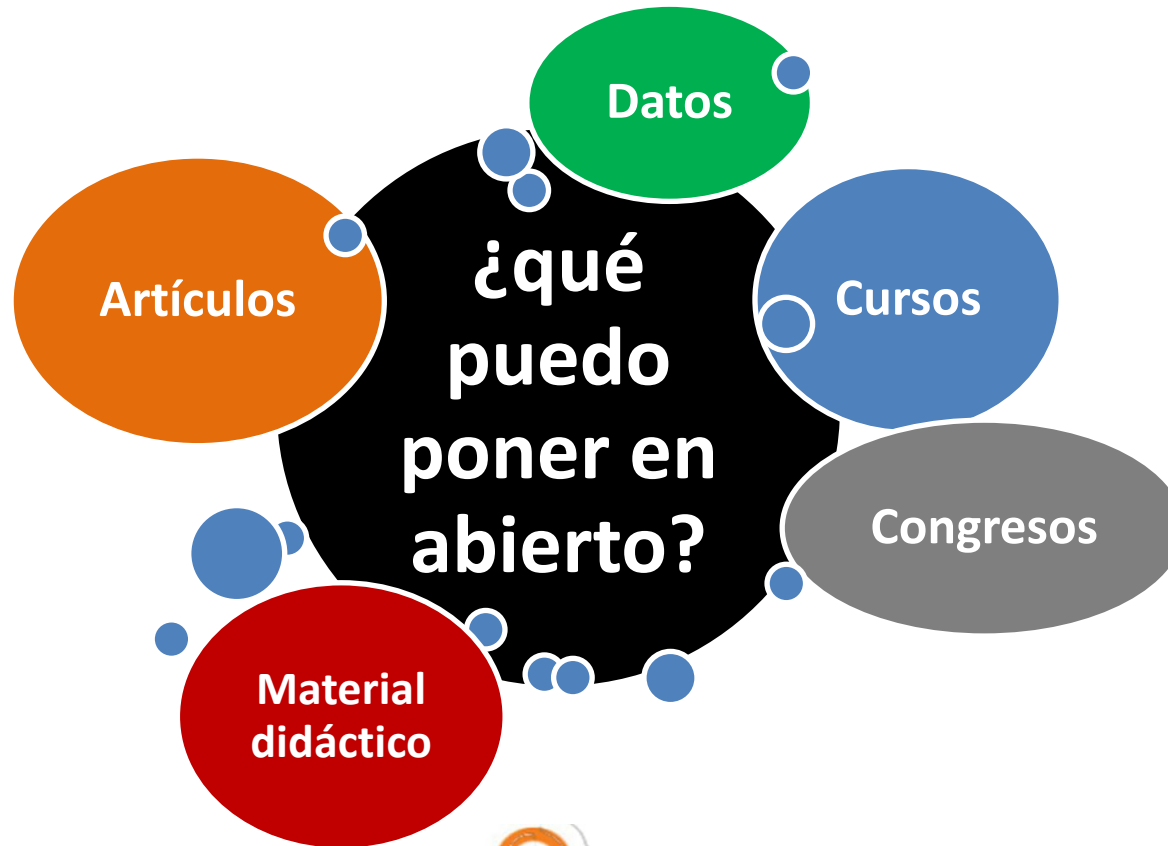 Datos
Artículos
¿qué
puedo
poner en
abierto?
Cursos
Congresos
Material
didáctico